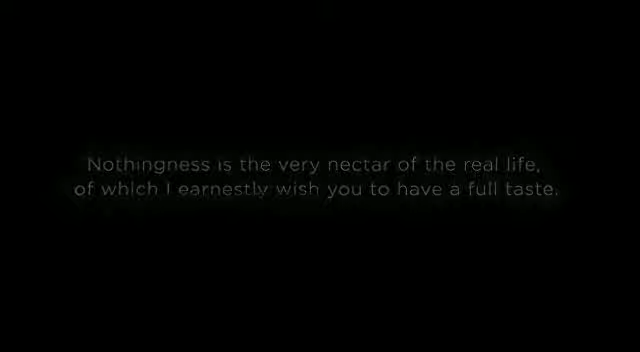 Nothingness is the very nectar of the real life,
of which I earnestly wish you to have a full taste.